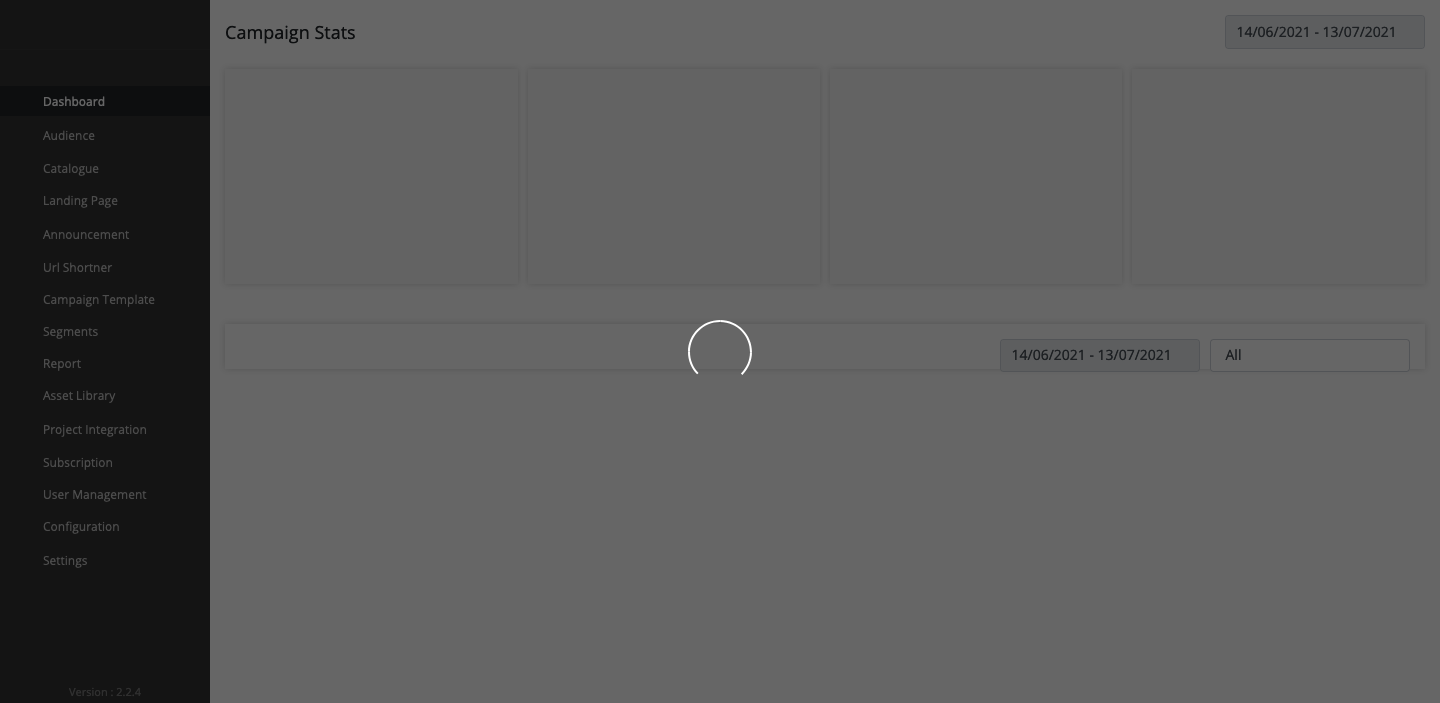 Campaign Stats
14/06/2021 - 13/07/2021
Dashboard
Audience
Catalogue
Landing Page
Announcement
Url Shortner
Campaign Template
Segments
Report
Asset Library
Project Integration
Subscription
User Management
Configuration
Settings
14/06/2021 - 13/07/2021
All
Version : 2.2.4